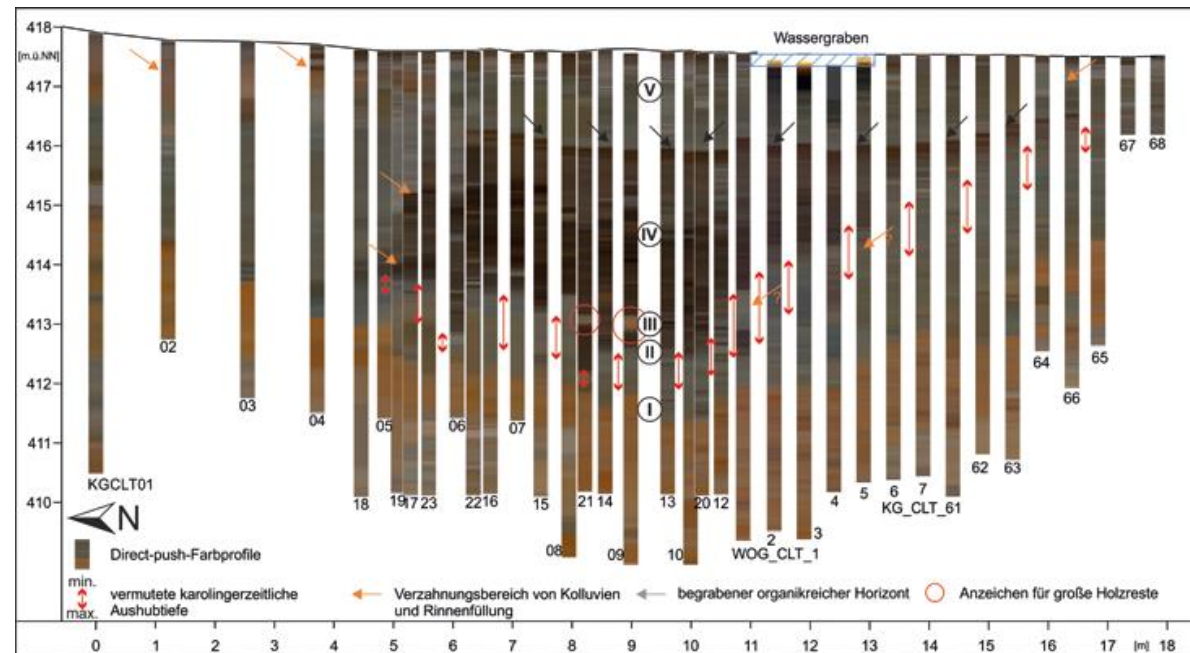 418
[m.ü.NN]
417
416
415
414
413
412
411
410
Wassergraben
V
IV
III
II
I
?
?
KGCLT01
02
03
04
18
05
19
17
23
06
22
16
07
15
08
21
14
09
13
10
20
12
WOG_CLT_1
2
3
4
5
6
7
KG_CLT_61
62
63
64
66
65
67
68
N
Direct-push-Farbprofile
min.
max.
vermutete karolingerzeitliche
Aushubtiefe
Verzahnungsbereich von Kolluvien
und Rinnenfüllung
begrabener organikreicher Horizont
Anzeichen für große Holzreste
0 1 2 3 4 5 6 7 8 9 10 11 12 13 14 15 16 17 [m] 18